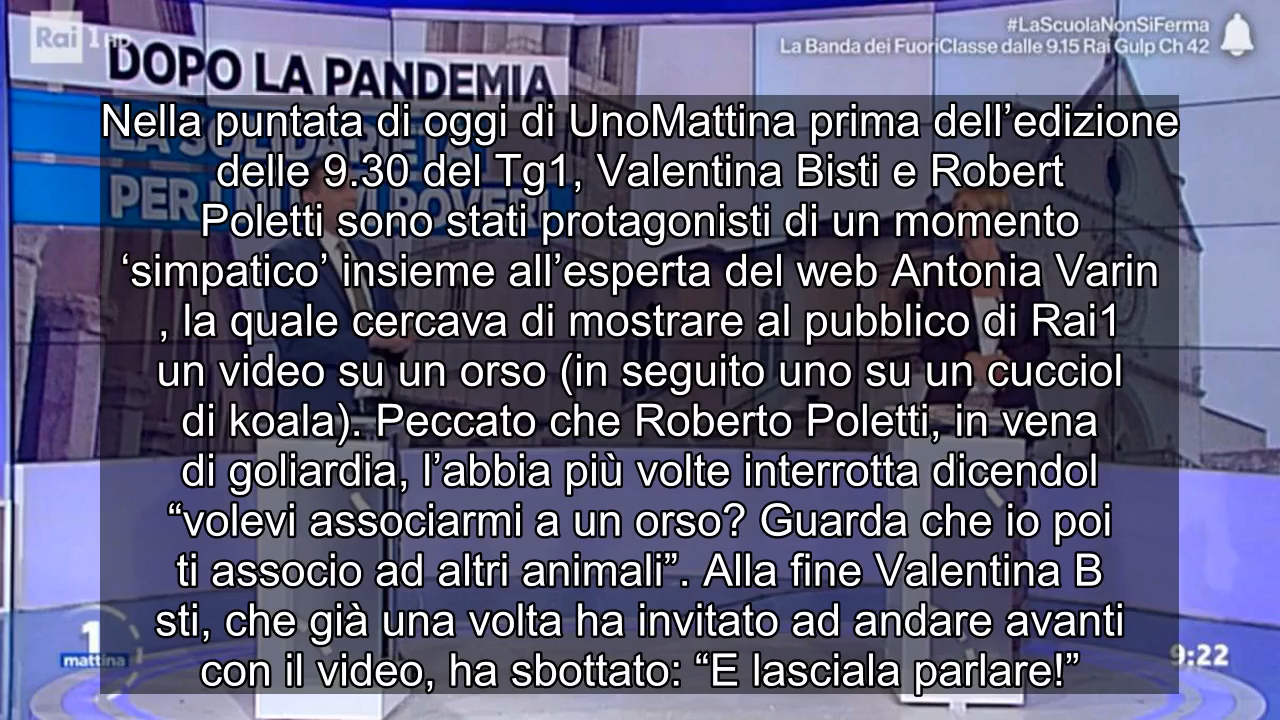 Rai 1 HD
#LaScuolaNonSiFerma
La Banda dei FuoriClasse dalle 9.15 Rai Gulp Ch 42
DOPO LA PANDEMIA
LA SOLIDARIETÀ
PER I NUOVI POVERI
Nella puntata di oggi di UnoMattina prima dell’edizione
delle 9.30 del Tg1, Valentina Bisti e Robert
Poletti sono stati protagonisti di un momento
‘simpatico’ insieme all’esperta del web Antonia Varin
, la quale cercava di mostrare al pubblico di Rai1
un video su un orso (in seguito uno su un cucciol
di koala). Peccato che Roberto Poletti, in vena
di goliardia, l’abbia più volte interrotta dicendol
“volevi associarmi a un orso? Guarda che io poi
ti associo ad altri animali”. Alla fine Valentina B
sti, che già una volta ha invitato ad andare avanti
con il video, ha sbottato: “E lasciala parlare!”
1
mattina
9:22